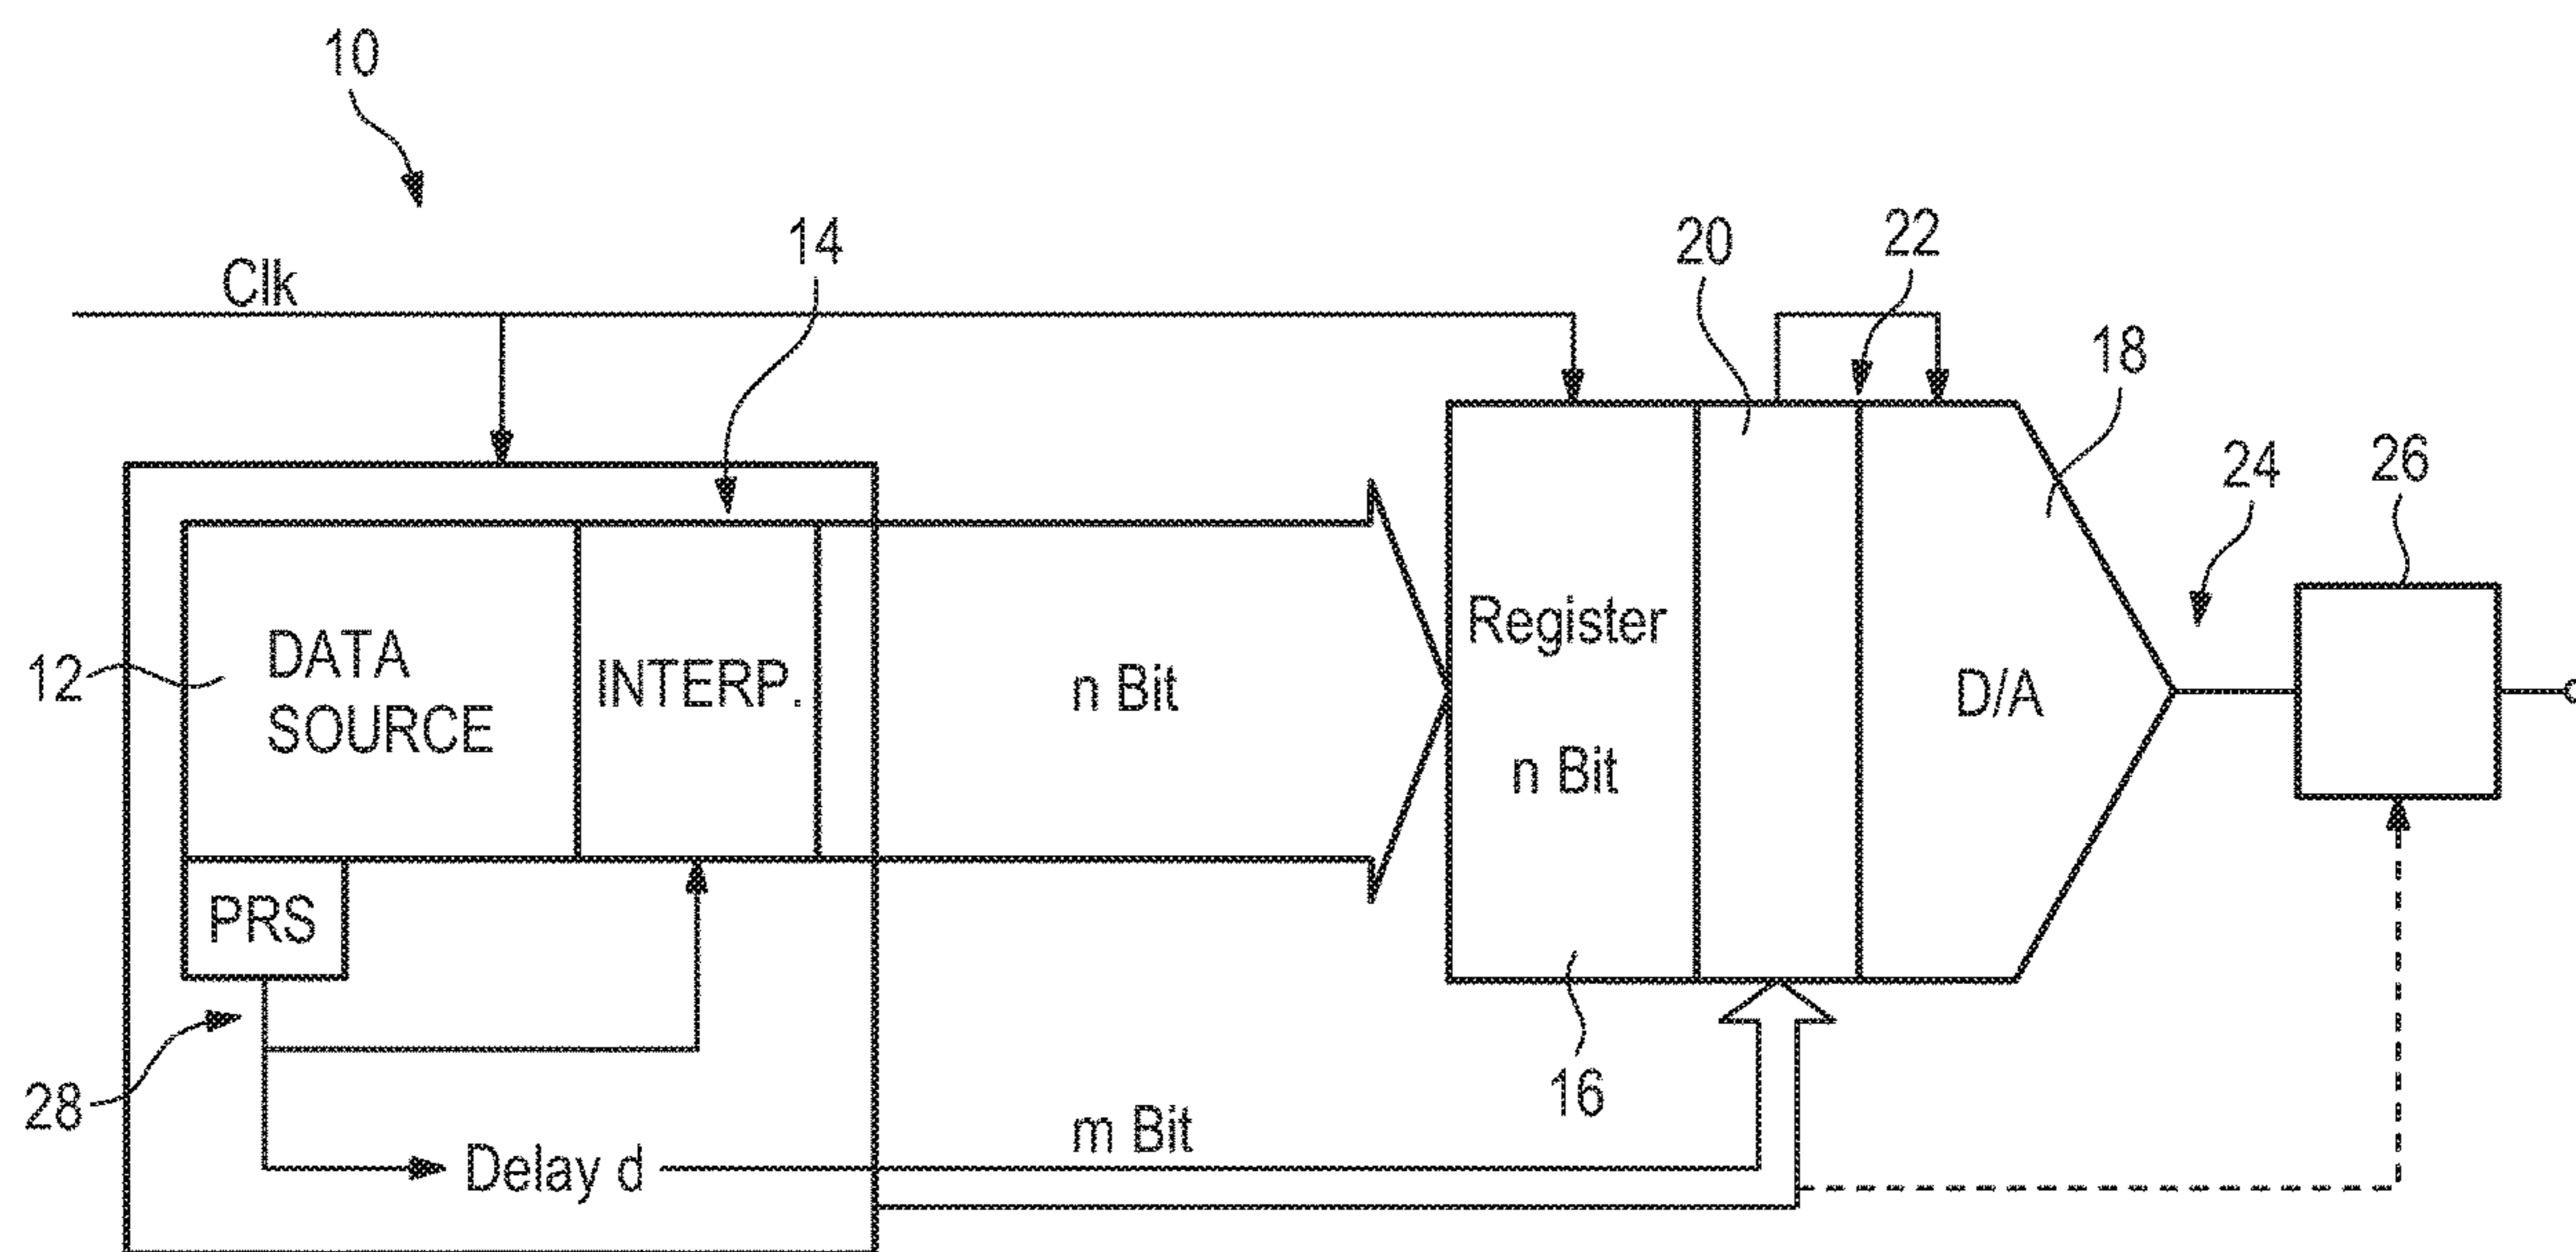 10
Clk
14
20
22
18
24
26
12
DATA
SOURCE
INTERP.
n Bit
Register
n Bit
D/A
PRS
28
16
m Bit
Delay d